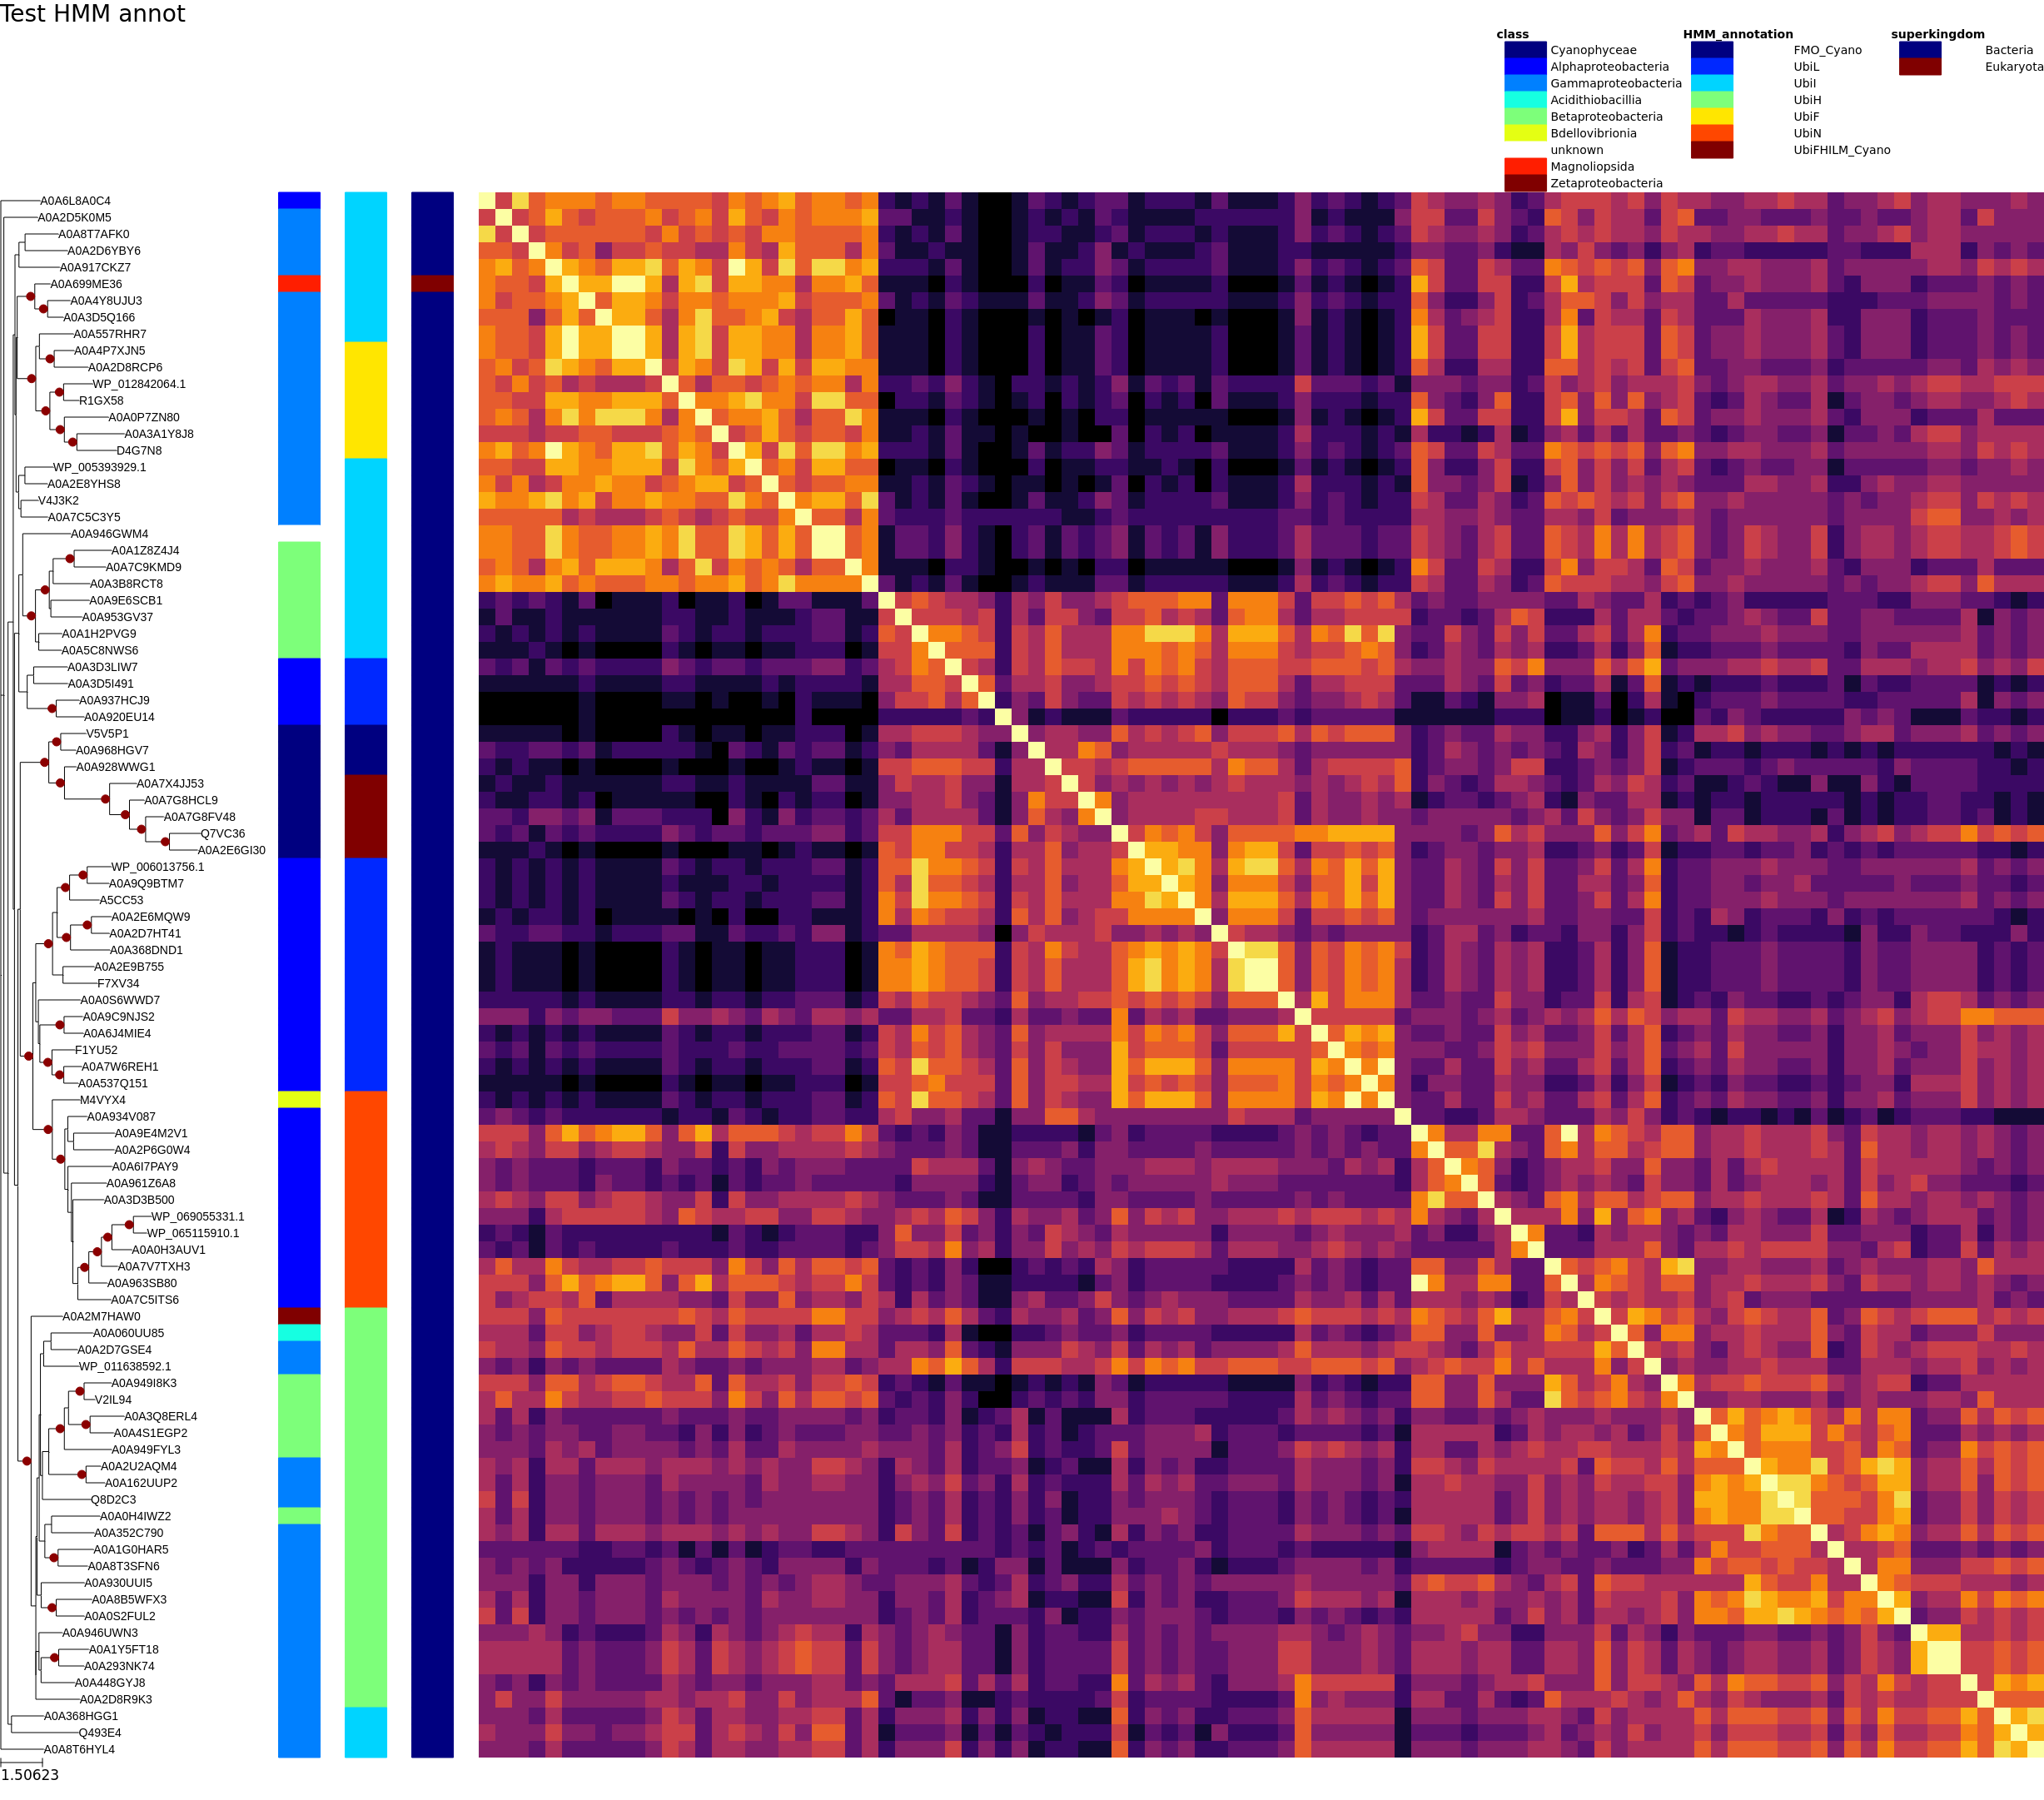 Test HMM annot
class HMM_annotation superkingdom
Cyanophyceae FMO_Cyano Bacteria
Alphaproteobacteria UbiL Eukaryota
Gammaproteobacteria UbiI
Acidithiobacillia UbiH
Betaproteobacteria UbiF
Bdellovibrionia UbiN
unknown UbiFHILM_Cyano
Magnoliopsida
Zetaproteobacteria
A0A6L8A0C4
A0A2D5K0M5
A0A8T7AFK0
A0A2D6YBY6
A0A917CKZ7
A0A699ME36
A0A4Y8UJU3
A0A3D5Q166
A0A557RHR7
A0A4P7XJN5
A0A2D8RCP6
WP_012842064.1
R1GX58
A0A0P7ZN80
A0A3A1Y8J8
D4G7N8
WP_005393929.1
A0A2E8YHS8
V4J3K2
A0A7C5C3Y5
A0A946GWM4
A0A1Z8Z4J4
A0A7C9KMD9
A0A3B8RCT8
A0A9E6SCB1
A0A953GV37
A0A1H2PVG9
A0A5C8NWS6
A0A3D3LIW7
A0A3D5I491
A0A937HCJ9
A0A920EU14
V5V5P1
A0A968HGV7
A0A928WWG1
A0A7X4JJ53
A0A7G8HCL9
A0A7G8FV48
Q7VC36
A0A2E6GI30
WP_006013756.1
A0A9Q9BTM7
A5CC53
A0A2E6MQW9
A0A2D7HT41
A0A368DND1
A0A2E9B755
F7XV34
A0A0S6WWD7
A0A9C9NJS2
A0A6J4MIE4
F1YU52
A0A7W6REH1
A0A537Q151
M4VYX4
A0A934V087
A0A9E4M2V1
A0A2P6G0W4
A0A6I7PAY9
A0A961Z6A8
A0A3D3B500
WP_069055331.1
WP_065115910.1
A0A0H3AUV1
A0A7V7TXH3
A0A963SB80
A0A7C5ITS6
A0A2M7HAW0
A0A060UU85
A0A2D7GSE4
WP_011638592.1
A0A949I8K3
V2IL94
A0A3Q8ERL4
A0A4S1EGP2
A0A949FYL3
A0A2U2AQM4
A0A162UUP2
Q8D2C3
A0A0H4IWZ2
A0A352C790
A0A1G0HAR5
A0A8T3SFN6
A0A930UUI5
A0A8B5WFX3
A0A0S2FUL2
A0A946UWN3
A0A1Y5FT18
A0A293NK74
A0A448GYJ8
A0A2D8R9K3
A0A368HGG1
Q493E4
A0A8T6HYL4
1.50623